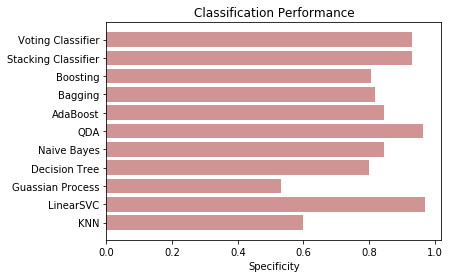 Classification Performance
Voting Classifier
Stacking Classifier
Boosting
Bagging
AdaBoost
QDA
Naive Bayes
Decision Tree
Guassian Process
LinearSVC
KNN
0.0 0.2 0.4 0.6 0.8 1.0
Specificity